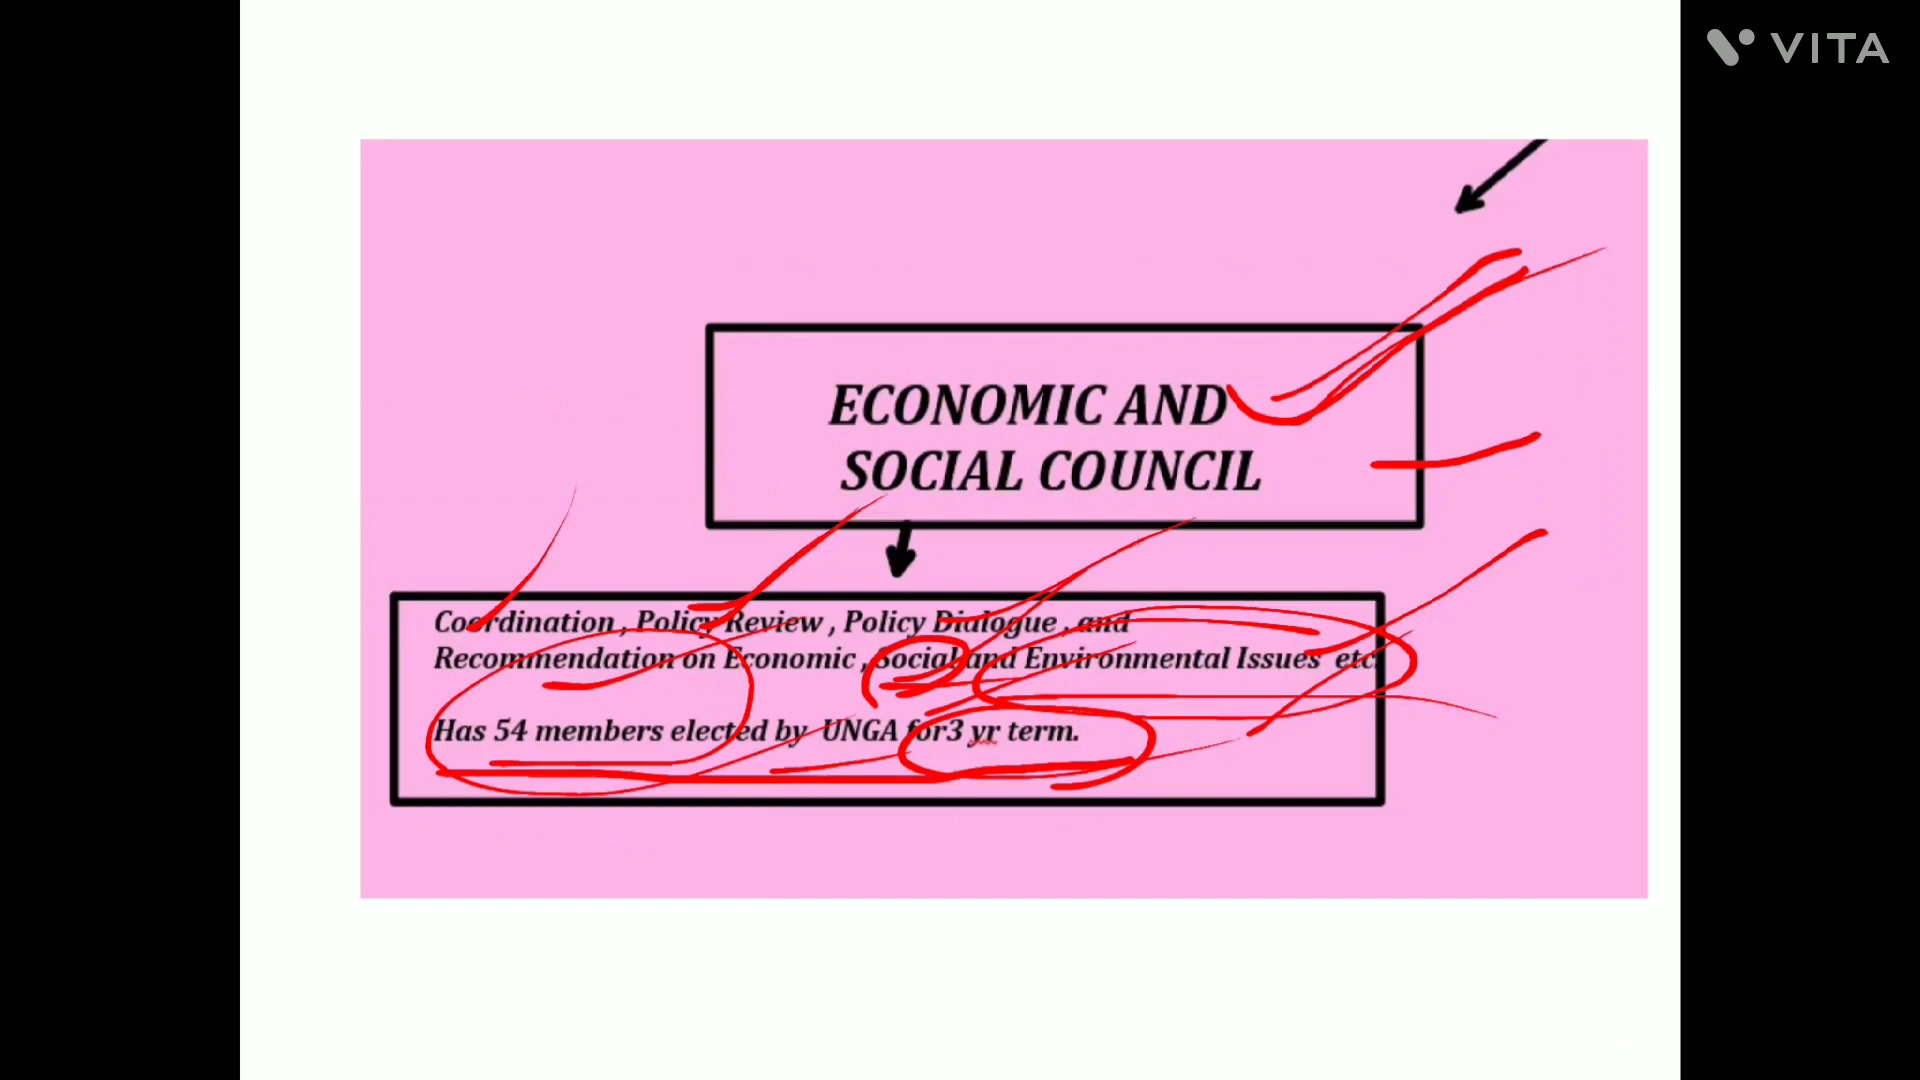 VITA
ECONOMIC AND
SOCIAL COUNCIL
Coordination , Policy Review , Policy Dialogue , and
Recommendation on Economic , Social and Environmental Issues etc.
Has 54 members elected by UNGA for3 yr term.